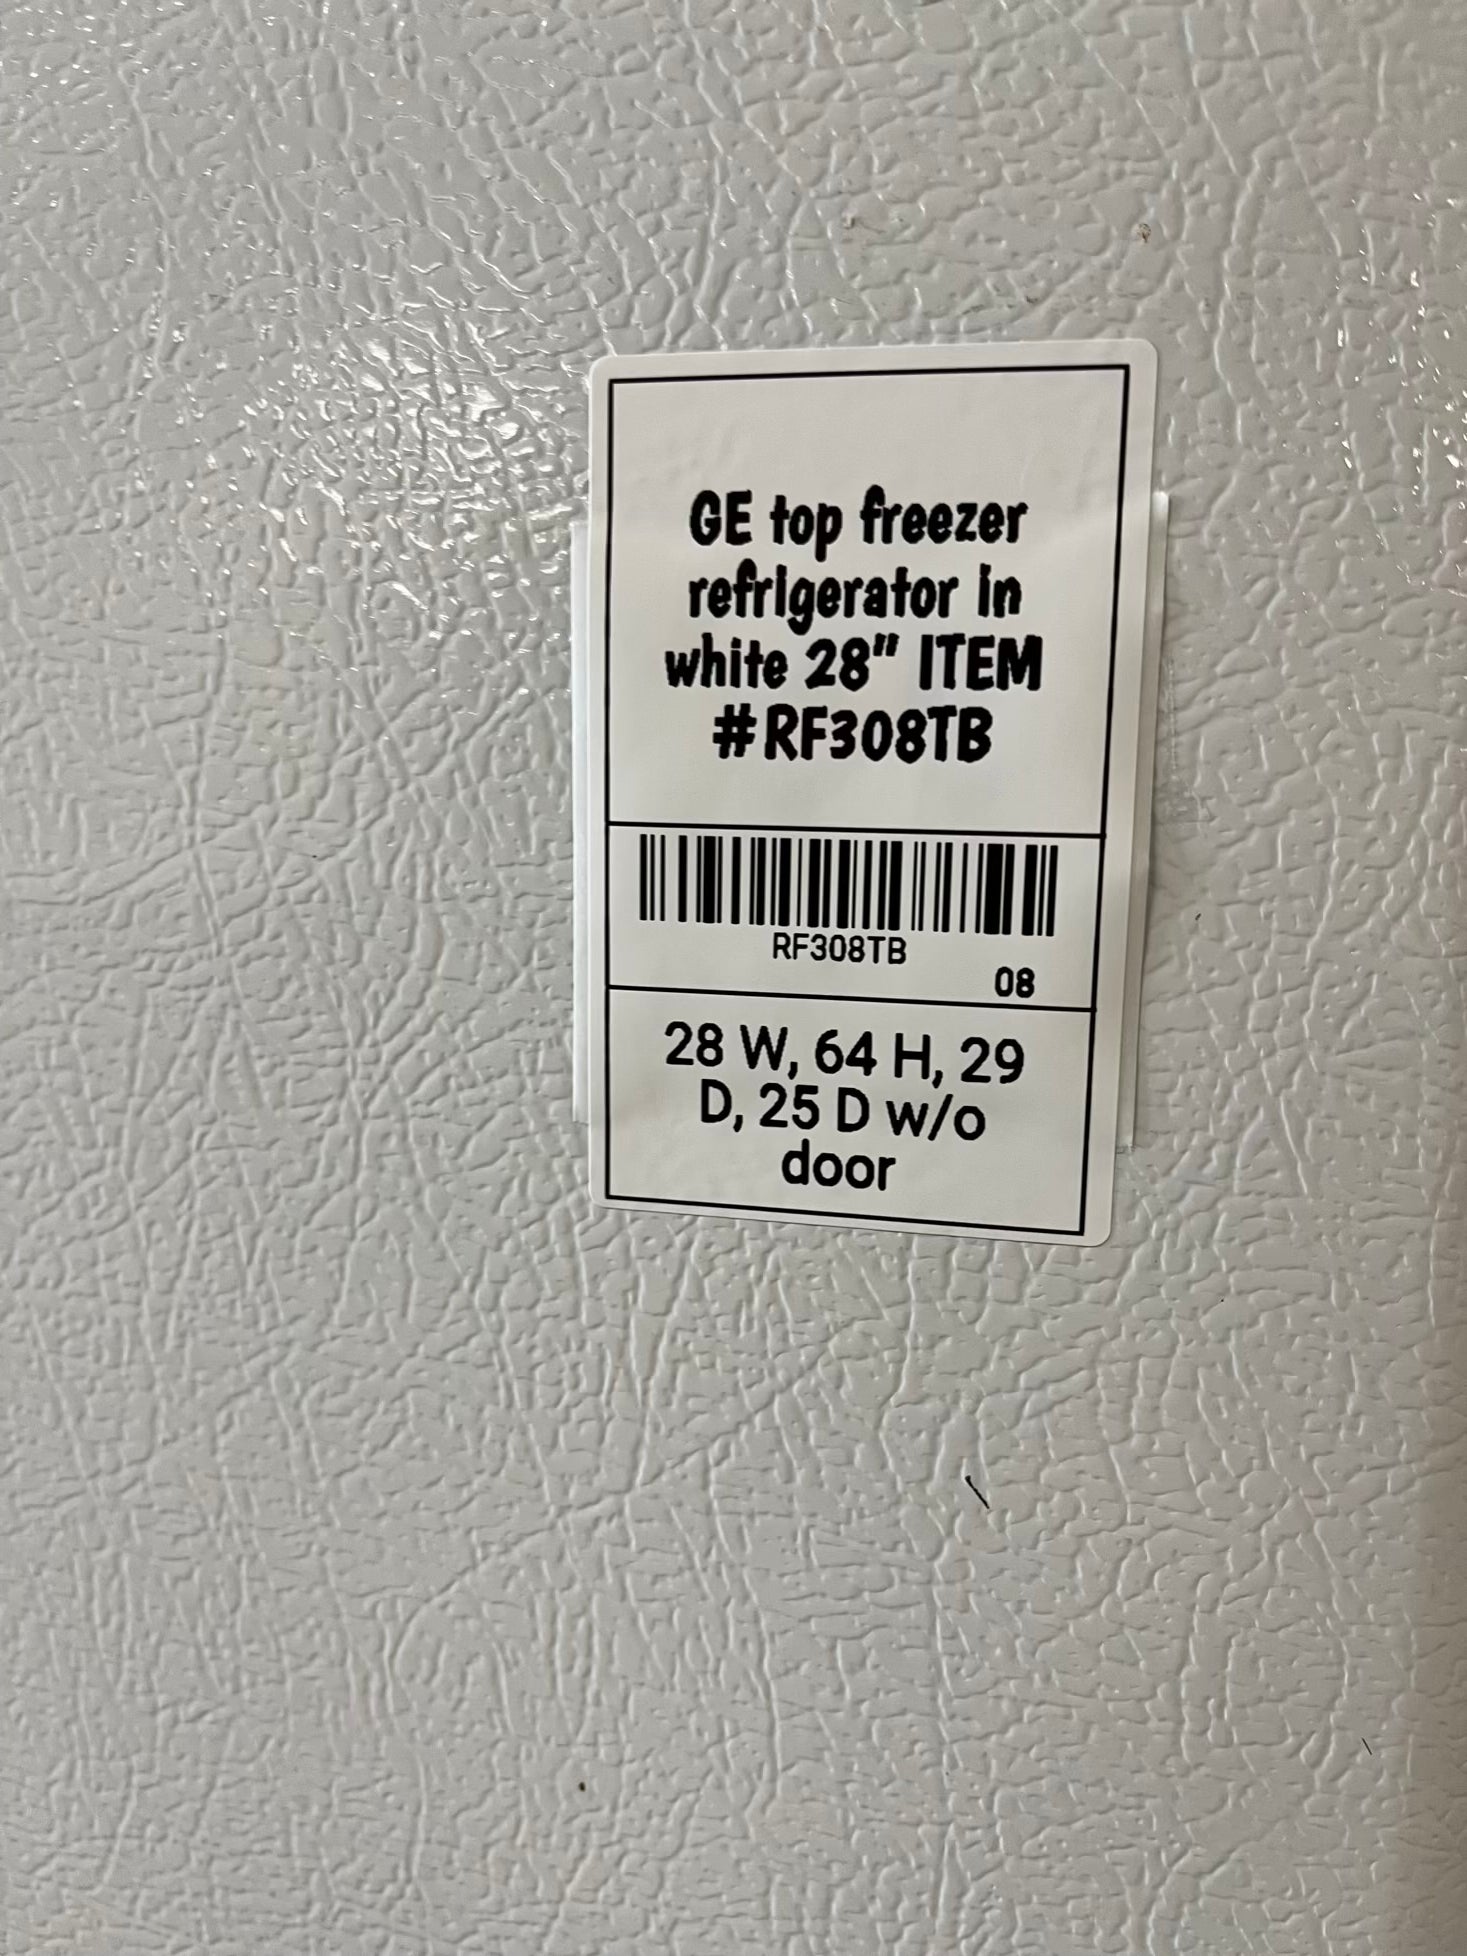 GE top freezer
refrigerator in
white 28" ITEM
#RF308TB
RF308TB
08
28 W, 64 H, 29
D, 25 D w/o
door